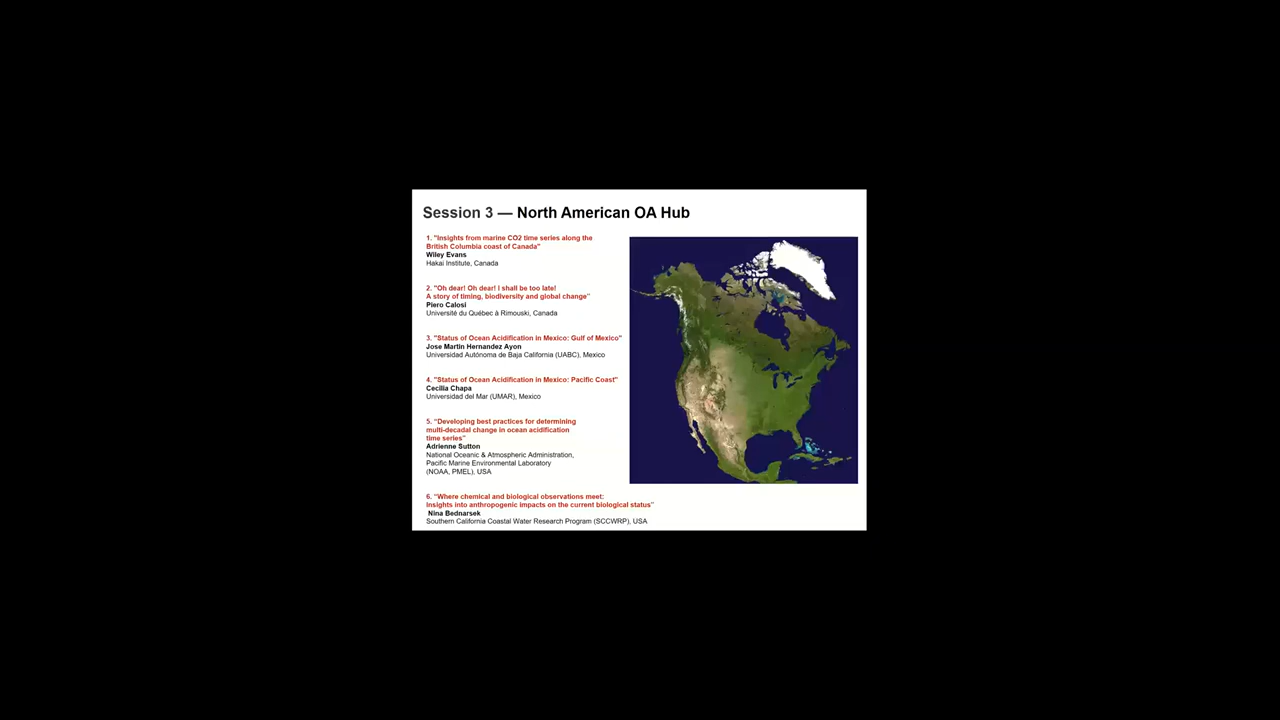 Session 3 — North American OA Hub
1. "Insights from marine CO2 time series along the
British Columbia coast of Canada"
Wiley Evans
Hakai Institute, Canada
2. "Oh dear! Oh dear! I shall be too late!
A story of timing, biodiversity and global change"
Piero Calosi
Université du Québec à Rimouski, Canada
3. "Status of Ocean Acidification in Mexico: Gulf of Mexico"
Jose Martin Hernandez Ayon
Universidad Autónoma de Baja California (UABC), Mexico
4. "Status of Ocean Acidification in Mexico: Pacific Coast"
Cecilia Chapa
Universidad del Mar (UMAR), Mexico
5. "Developing best practices for determining
multi-decadal change in ocean acidification
time series"
Adrienne Sutton
National Oceanic & Atmospheric Administration,
Pacific Marine Environmental Laboratory
(NOAA, PMEL), USA
6. "Where chemical and biological observations meet:
Insights into anthropogenic impacts on the current biological status"
Nina Bednarsek
Southern California Coastal Water Research Program (SCCWRP), USA